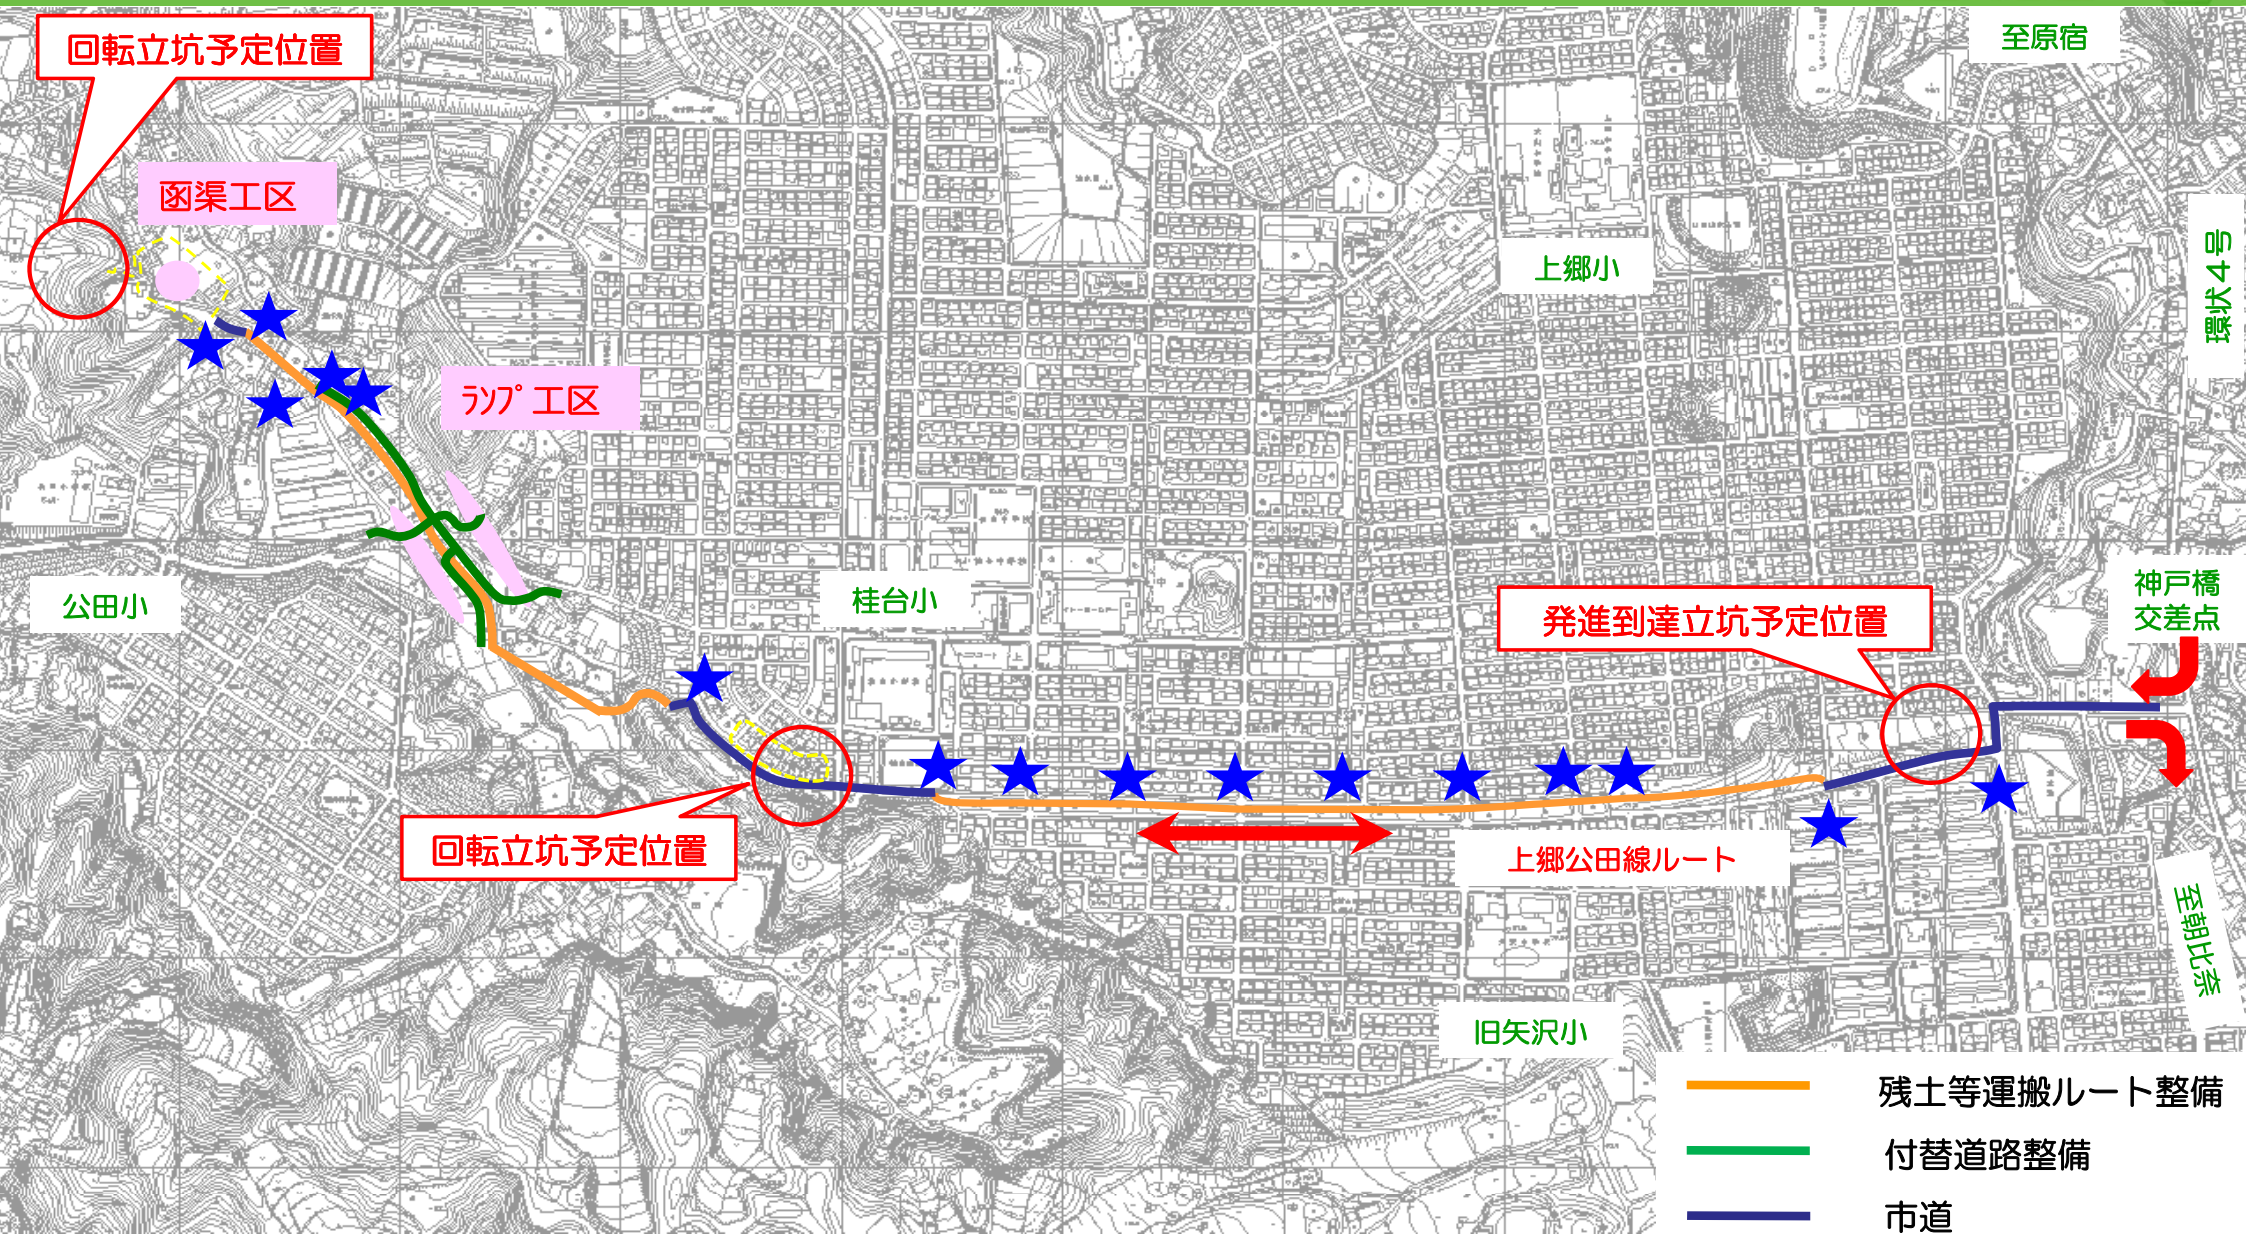 回転立坑予定位置
至原宿
函渠工区
環状4号
上郷小
ﾗﾝﾌﾟ工区
公田小
桂台小
神戸橋
交差点
発進到達立坑予定位置
回転立坑予定位置
上郷公田線ルート
至朝比奈
旧矢沢小
残土等運搬ルート整備
付替道路整備
市道